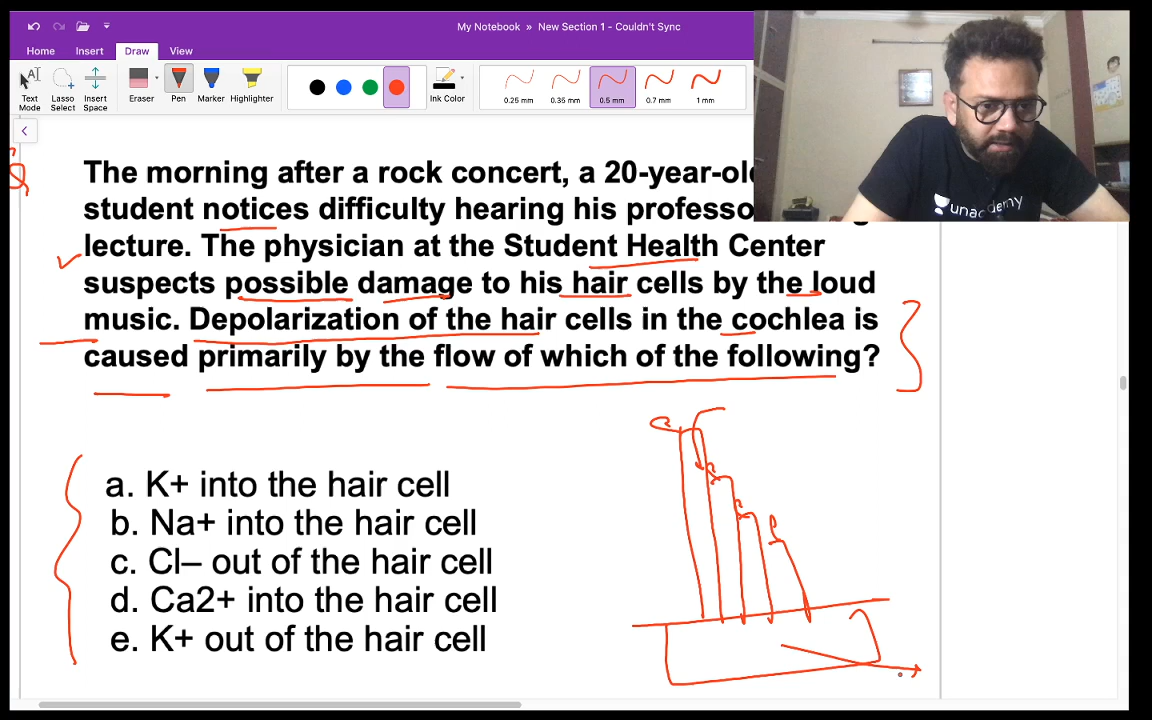 My Notebook » New Section 1 - Couldn't Sync
Home Insert Draw View
Text Mode Lasso Select Insert Space Eraser Pen Marker Highlighter Ink Color 0.25 mm 0.35 mm 0.5 mm 0.7 mm 1 mm
The morning after a rock concert, a 20-year-old
student notices difficulty hearing his
lecture. The physician at the Student Health Center
suspects possible damage to his hair cells by the loud
music. Depolarization of the hair cells in the cochlea is
caused primarily by the flow of which of the following?
a. K+ into the hair cell
b. Na+ into the hair cell
c. Cl– out of the hair cell
d. Ca2+ into the hair cell
e. K+ out of the hair cell
unacademy